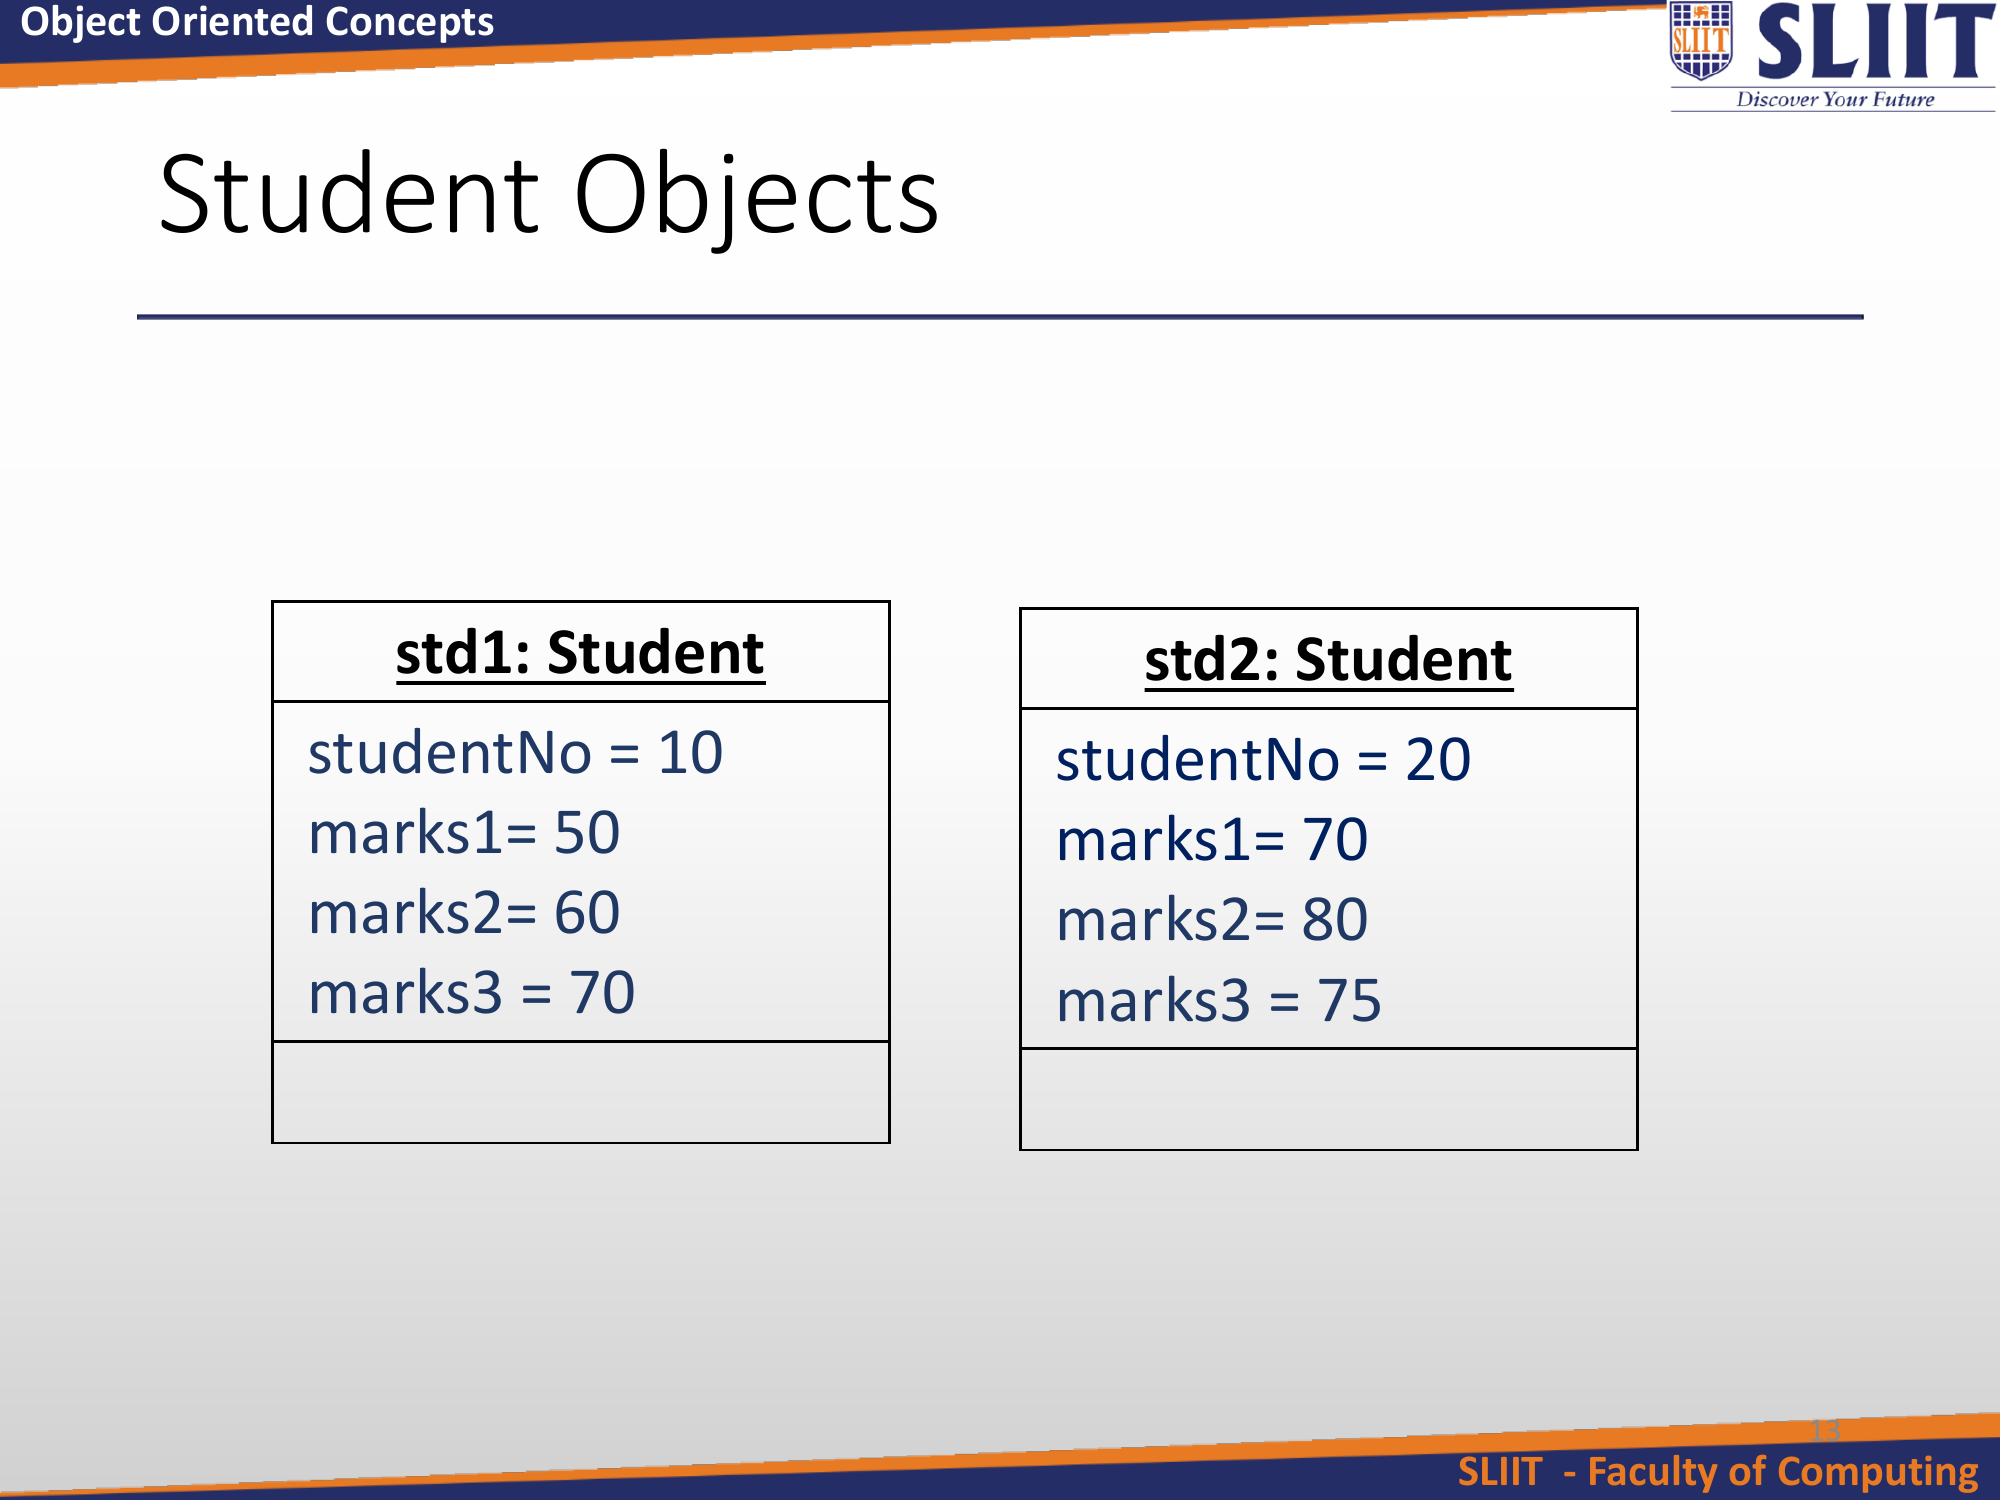 Object Oriented Concepts
SLIIT
SLIIT
Discover Your Future
Student Objects
std1: Student
studentNo = 10
marks1= 50
marks2= 60
marks3 = 70
std2: Student
studentNo = 20
marks1= 70
marks2= 80
marks3 = 75
13
SLIIT - Faculty of Computing